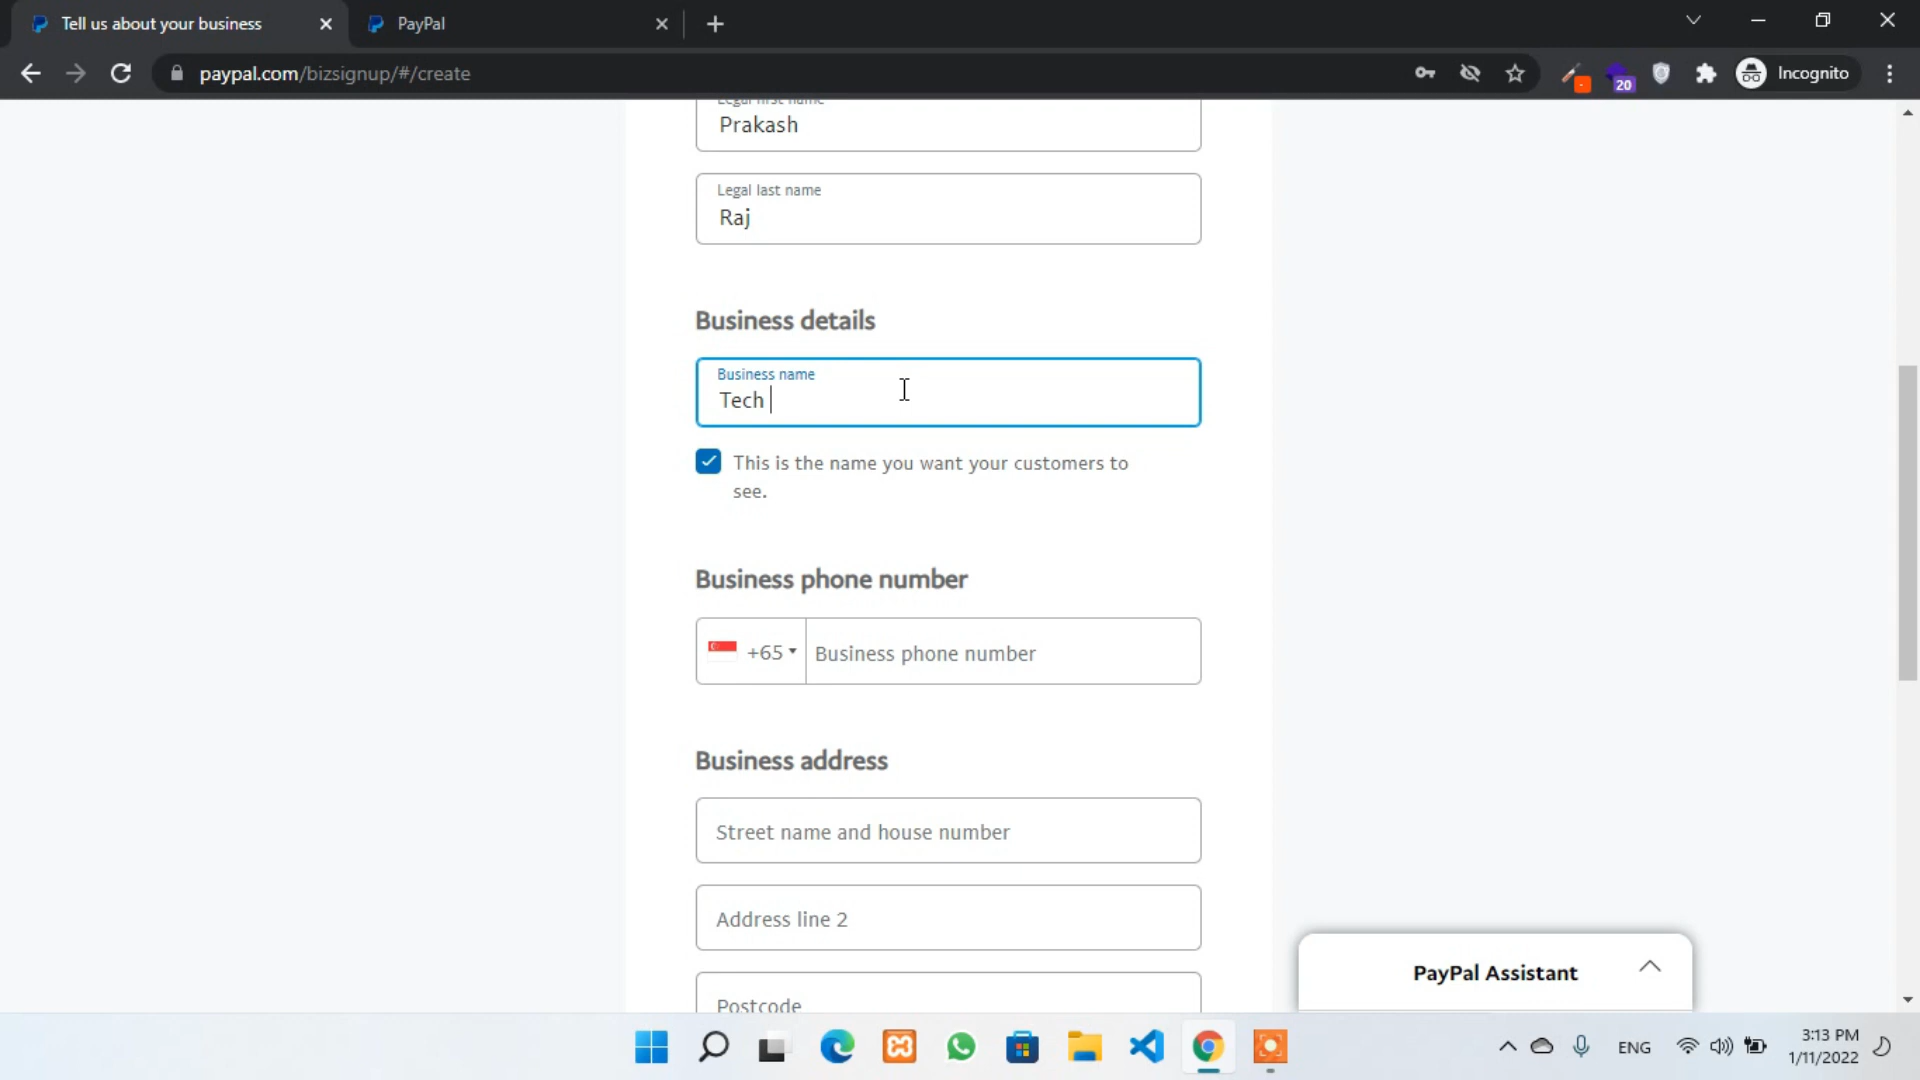 Tell us about your business
PayPal
paypal.com/bizsignup/#/create
20
Incognito
Legal first name
Prakash
Legal last name
Raj
Business details
Business name
Tech
This is the name you want your customers to
see.
Business phone number
+65
Business phone number
Business address
Street name and house number
Address line 2
Postcode
PayPal Assistant
ENG
3:13 PM
1/11/2022